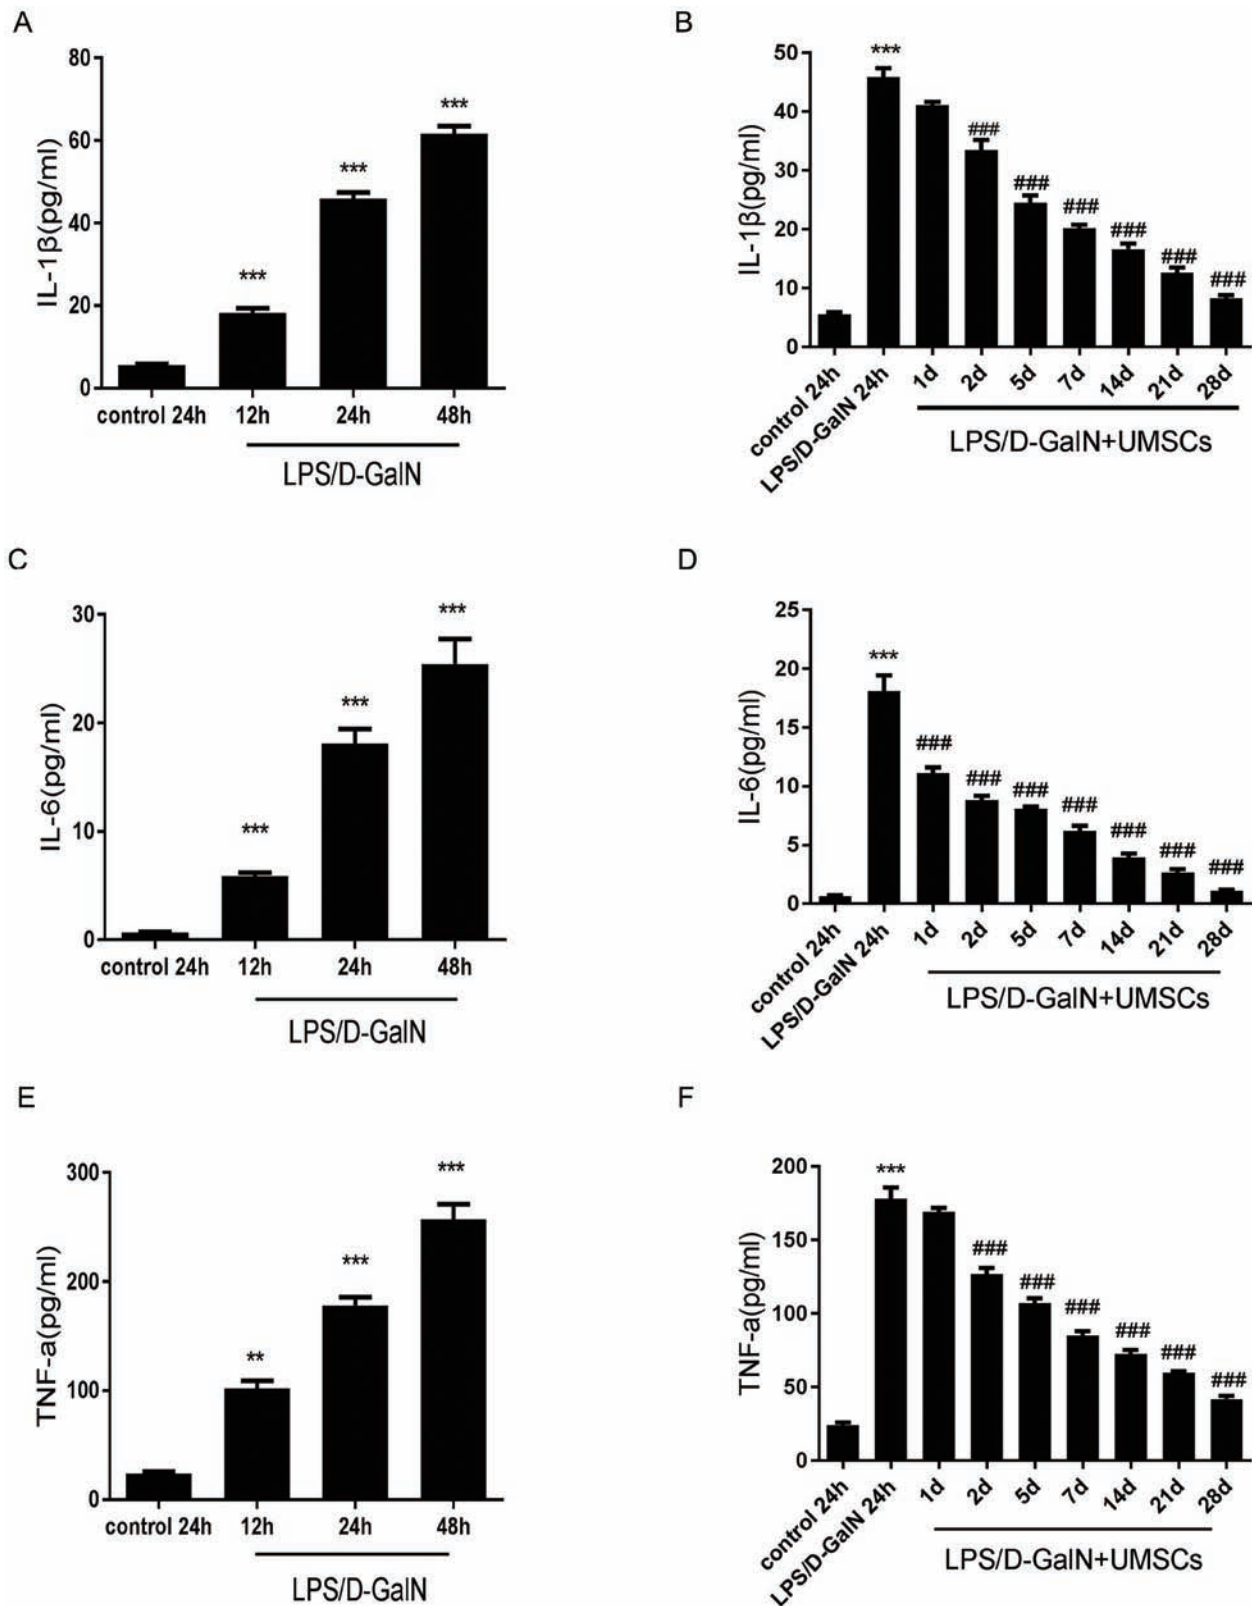 A
IL-1β(pg/ml)
80
60
40
20
0
***
***
***
control 24h 12h 24h 48h
LPS/D-GalN
B
IL-1β(pg/ml)
50
40
30
20
10
0
***
###
###
###
###
###
###
control 24h LPS/D-GalN 24h 1d 2d 5d 7d 14d 21d 28d
LPS/D-GalN+UMSCs
C
IL-6(pg/ml)
30
20
10
0
***
***
***
control 24h 12h 24h 48h
LPS/D-GalN
D
IL-6(pg/ml)
25
20
15
10
5
0
***
###
###
###
###
###
###
###
control 24h LPS/D-GalN 24h 1d 2d 5d 7d 14d 21d 28d
LPS/D-GalN+UMSCs
E
TNF-a(pg/ml)
300
200
100
0
**
***
***
control 24h 12h 24h 48h
LPS/D-GalN
F
TNF-a(pg/ml)
200
150
100
50
0
***
###
###
###
###
###
###
control 24h LPS/D-GalN 24h 1d 2d 5d 7d 14d 21d 28d
LPS/D-GalN+UMSCs